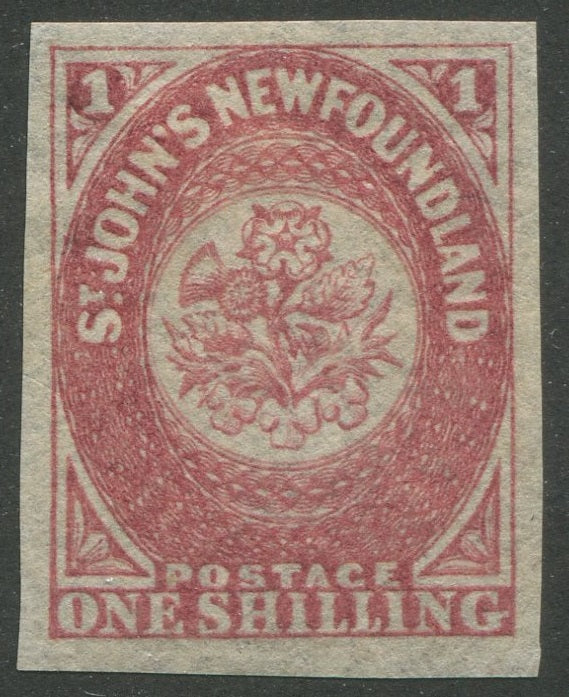 1 1
ST. JOHN'S NEWFOUNDLAND
POSTAGE
ONE SHILLING